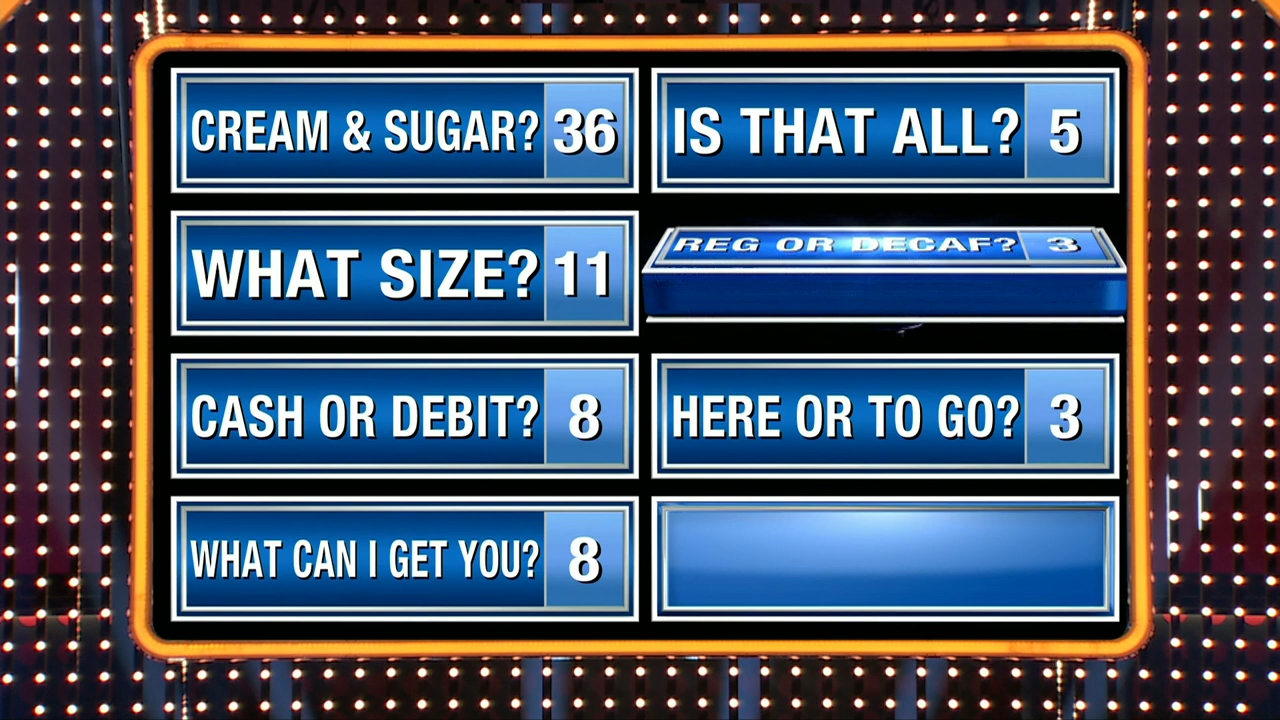 CREAM & SUGAR? 36
WHAT SIZE? 11
CASH OR DEBIT? 8
WHAT CAN I GET YOU? 8
IS THAT ALL? 5
REG OR DECAF? 3
HERE OR TO GO? 3